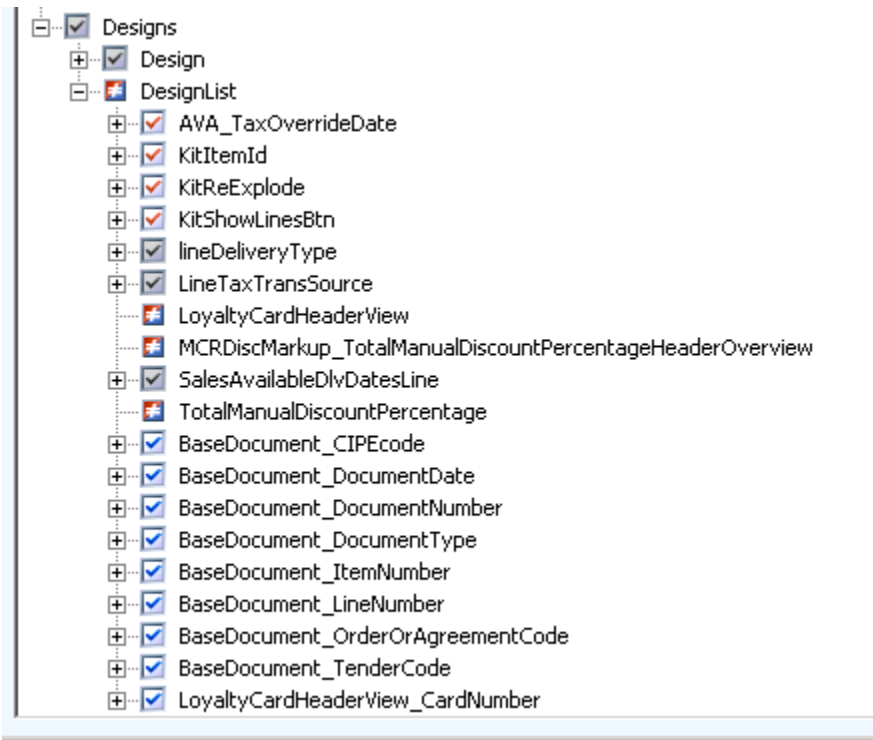 Designs
Design
DesignList
AVA_TaxOverrideDate
KitItemId
KitReExplode
KitShowLinesBtn
lineDeliveryType
LineTaxTransSource
LoyaltyCardHeaderView
MCRDiscMarkup_TotalManualDiscountPercentageHeaderOverview
SalesAvailableDlvDatesLine
TotalManualDiscountPercentage
BaseDocument_CIPEcode
BaseDocument_DocumentDate
BaseDocument_DocumentNumber
BaseDocument_DocumentType
BaseDocument_ItemNumber
BaseDocument_LineNumber
BaseDocument_OrderOrAgreementCode
BaseDocument_TenderCode
LoyaltyCardHeaderView_CardNumber